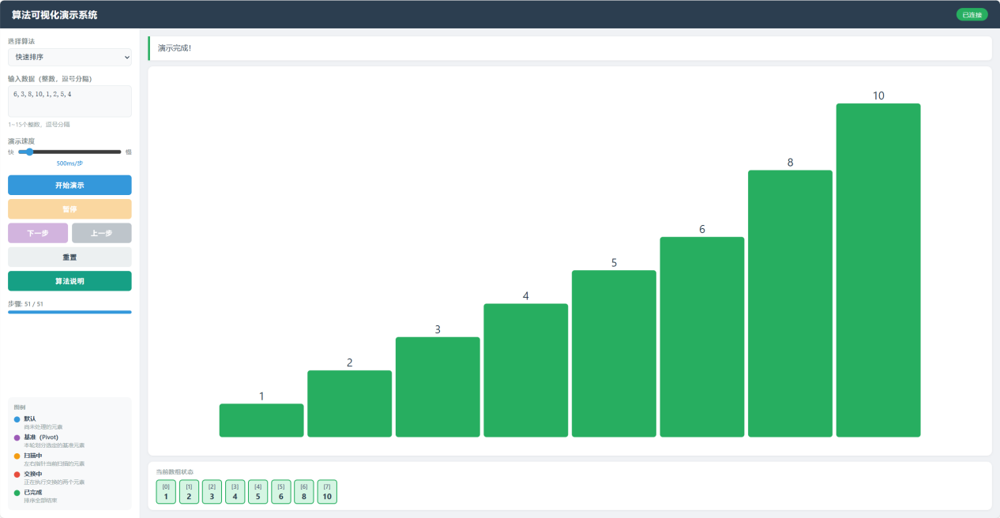 算法可视化演示系统
已连接
选择算法
快速排序
输入数据（整数，逗号分隔）
6, 3, 8, 10, 1, 2, 5, 4
1~15个整数，逗号分隔
演示速度
快
慢
500ms/步
开始演示
暂停
下一步
上一步
重置
算法说明
步骤: 51 / 51
图例
默认
尚未处理的元素
基准（Pivot）
本轮划分选定的基准元素
扫描中
左右指针当前扫描的元素
交换中
正在执行交换的两个元素
已完成
排序全部结束
演示完成!
1
2
3
4
5
6
8
10
当前数组状态
[0] [1] [2] [3] [4] [5] [6] [7]
1 2 3 4 5 6 8 10